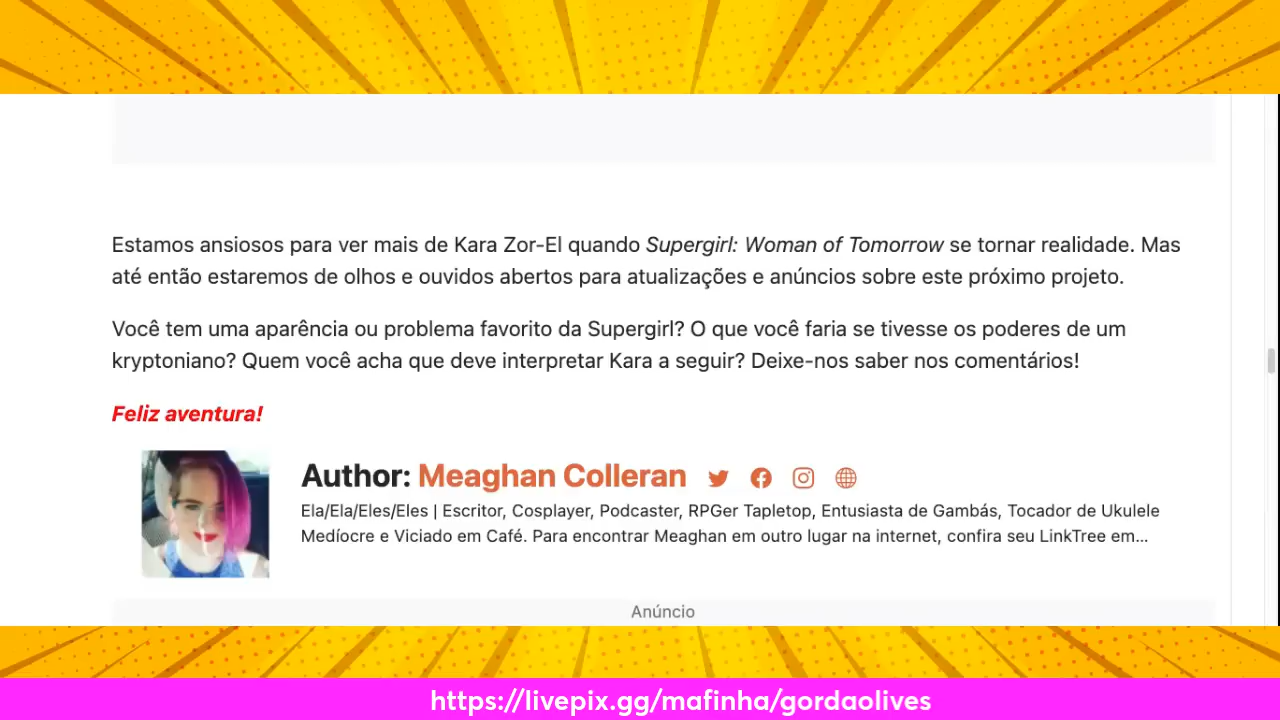 Estamos ansiosos para ver mais de Kara Zor-El quando Supergirl: Woman of Tomorrow se tornar realidade. Mas
até então estaremos de olhos e ouvidos abertos para atualizações e anúncios sobre este próximo projeto.
Você tem uma aparência ou problema favorito da Supergirl? O que você faria se tivesse os poderes de um
kryptoniano? Quem você acha que deve interpretar Kara a seguir? Deixe-nos saber nos comentários!
Feliz aventura!
Author: Meaghan Colleran
Ela/Ela/Eles/Eles | Escritor, Cosplayer, Podcaster, RPGer Tapletop, Entusiasta de Gambás, Tocador de Ukulele
Medíocre e Viciado em Café. Para encontrar Meaghan em outro lugar na internet, confira seu LinkTree em...
Anúncio
https://livepix.gg/mafinha/gordaolives